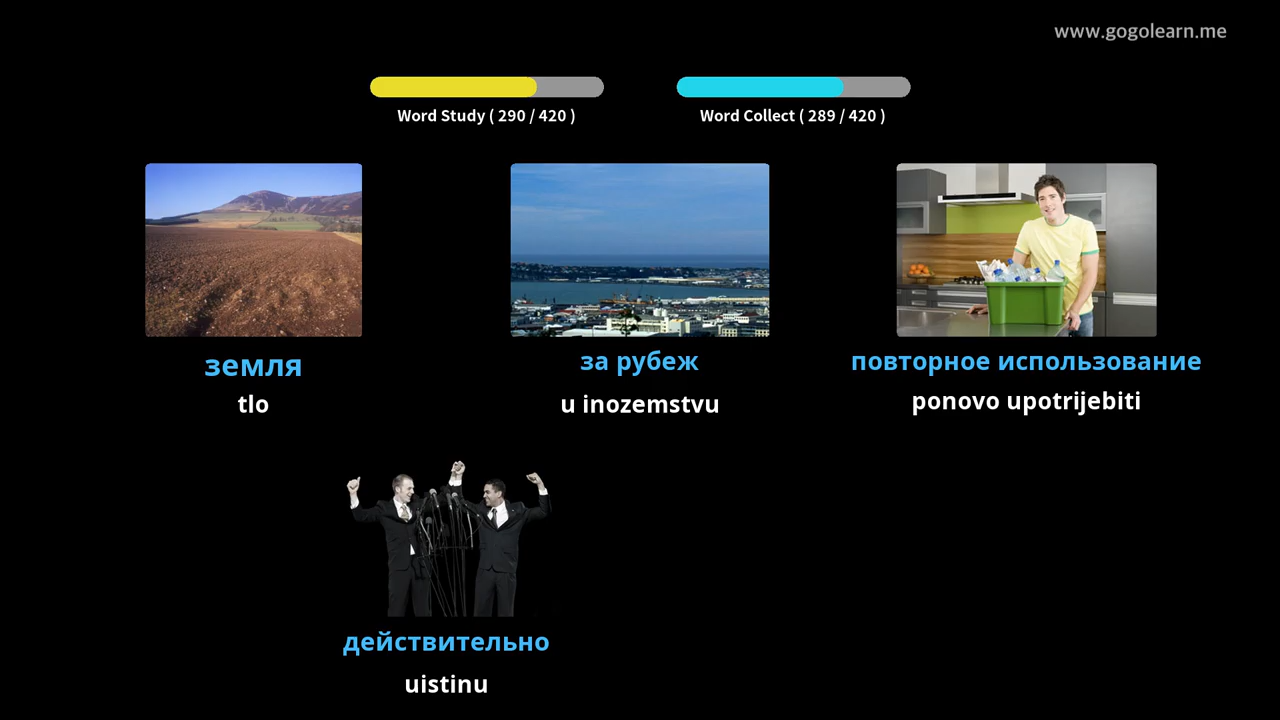 www.gogolearn.me
Word Study ( 290 / 420 )
Word Collect ( 289 / 420 )
земля
за рубеж
повторное использование
tlo
u inozemstvu
ponovo upotrijebiti
действительно
uistinu